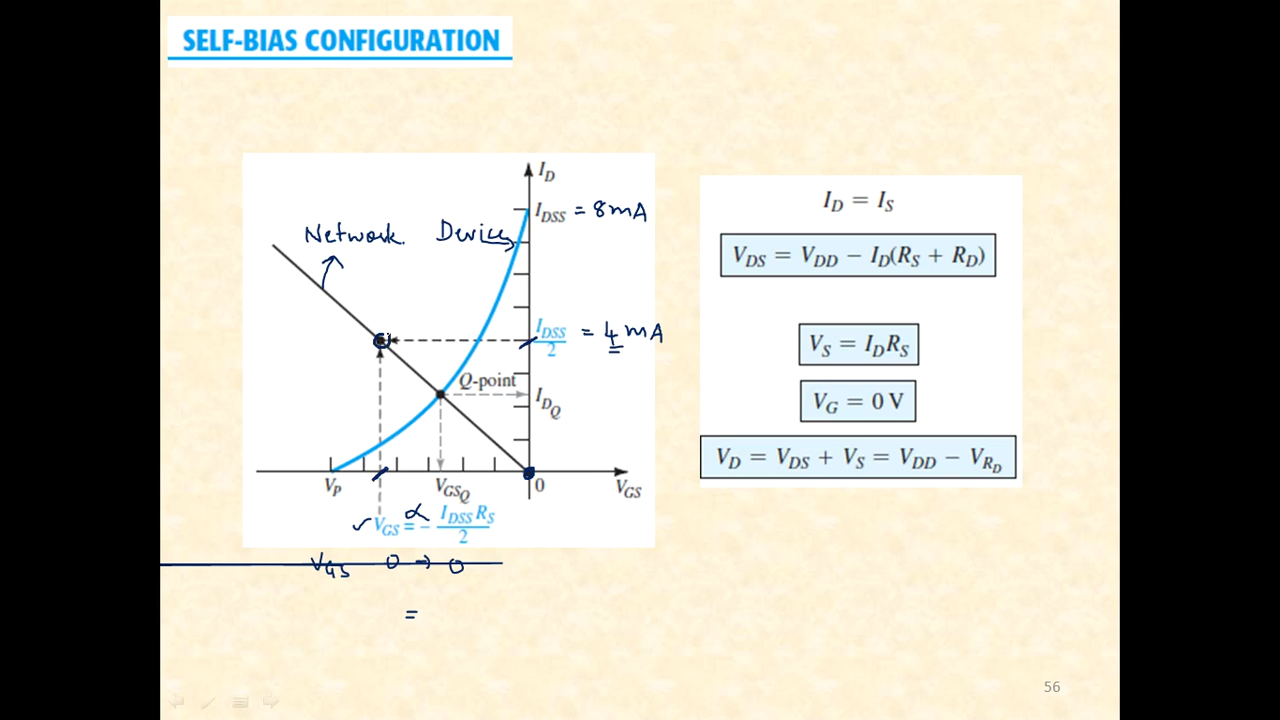 SELF-BIAS CONFIGURATION
I_D
I_DSS = 8mA
Network. Device
I_DSS/2 = 4 mA
Q-point
I_DQ
V_P V_GSQ 0 V_GS
V_GS = - I_DSS R_S/2
V_GS 0 → 0
=
I_D = I_S
V_DS = V_DD − I_D(R_S + R_D)
V_S = I_D R_S
V_G = 0 V
V_D = V_DS + V_S = V_DD − V_RD
56